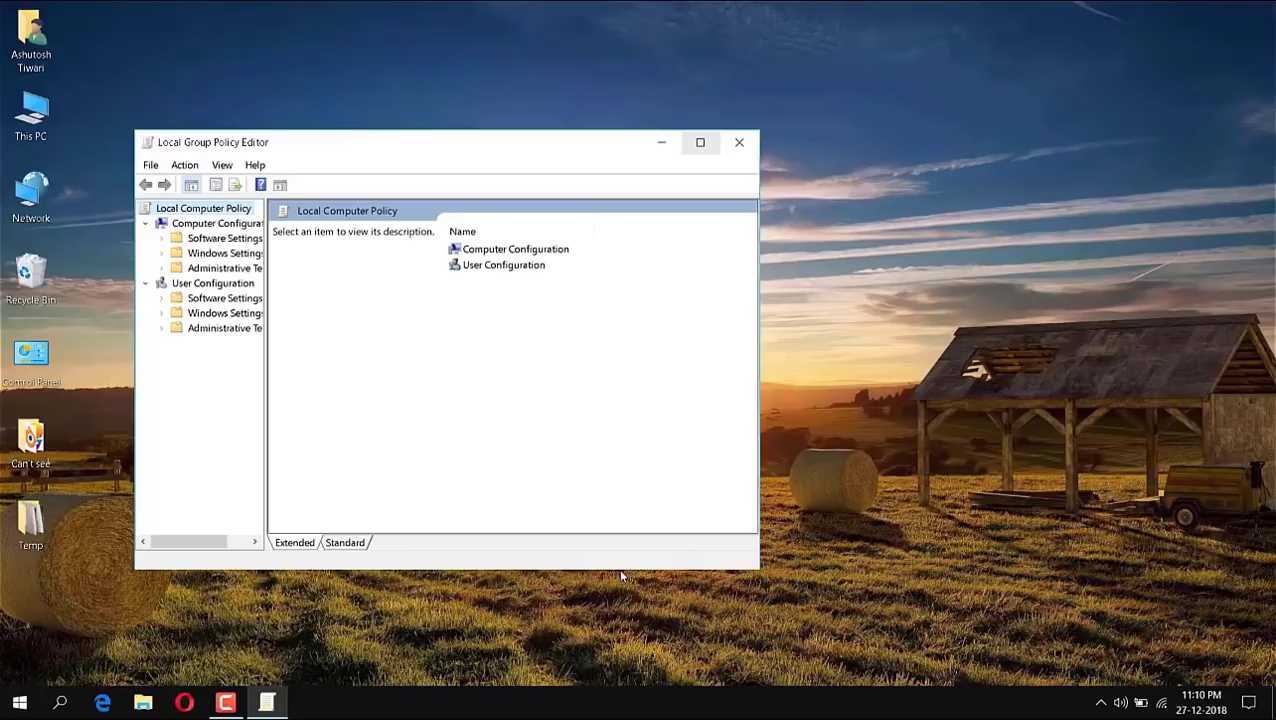 Ashutosh
Tiwari
This PC
Network
Recycle Bin
Control Panel
Can't see
Temp
Local Group Policy Editor
File Action View Help
Local Computer Policy
Computer Configurat
Software Settings
Windows Settings
Administrative Te
User Configuration
Software Settings
Windows Settings
Administrative Te
Local Computer Policy
Select an item to view its description.
Name
Computer Configuration
User Configuration
Extended Standard
11:10 PM
27-12-2018